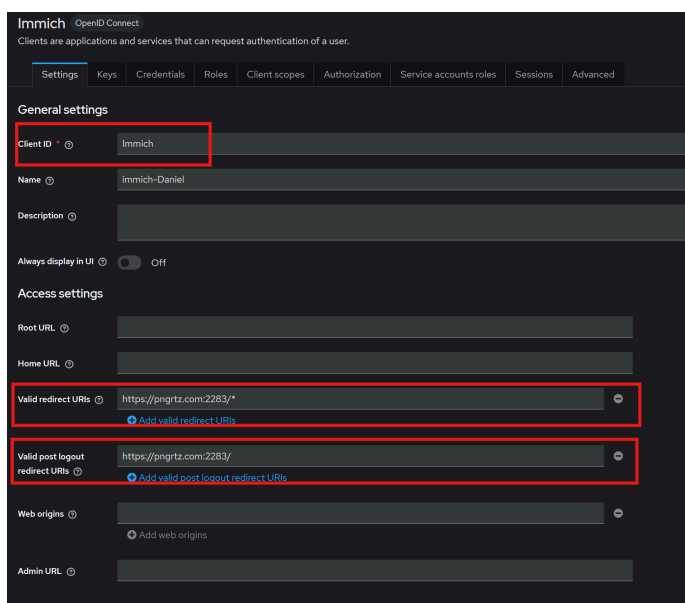 Immich OpenID Connect
Clients are applications and services that can request authentication of a user.
Settings Keys Credentials Roles Client scopes Authorization Service accounts roles Sessions Advanced
General settings
Client ID * Immich
Name immich-Daniel
Description
Always display in UI Off
Access settings
Root URL
Home URL
Valid redirect URIs https://pngrtz.com:2283/*
Add valid redirect URIs
Valid post logout
redirect URIs https://pngrtz.com:2283/
Add valid post logout redirect URIs
Web origins
Add web origins
Admin URL